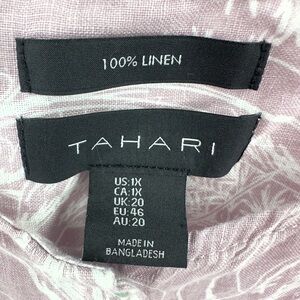 100% LINEN
TAHARI
US:1X
CA:1X
UK:20
EU:46
AU:20
MADE IN
BANGLADESH